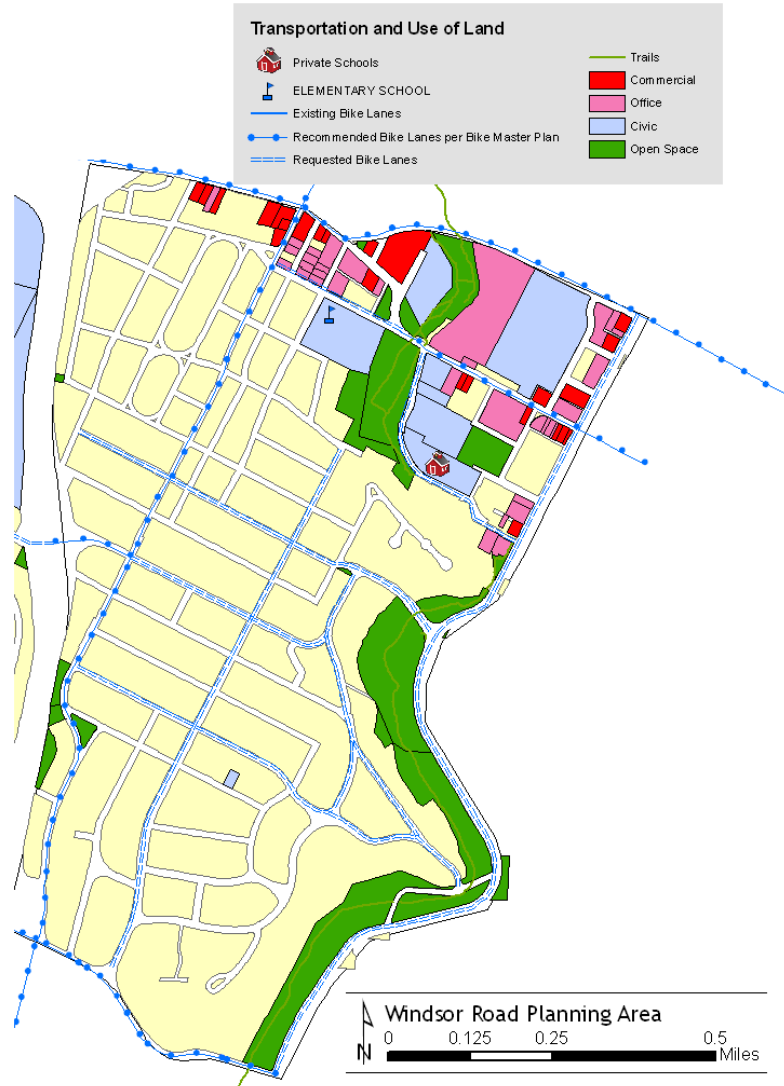 Transportation and Use of Land
Private Schools
ELEMENTARY SCHOOL
Existing Bike Lanes
Recommended Bike Lanes per Bike Master Plan
Requested Bike Lanes
Trails
Commercial
Office
Civic
Open Space
Windsor Road Planning Area
N
0 0.125 0.25 0.5
Miles